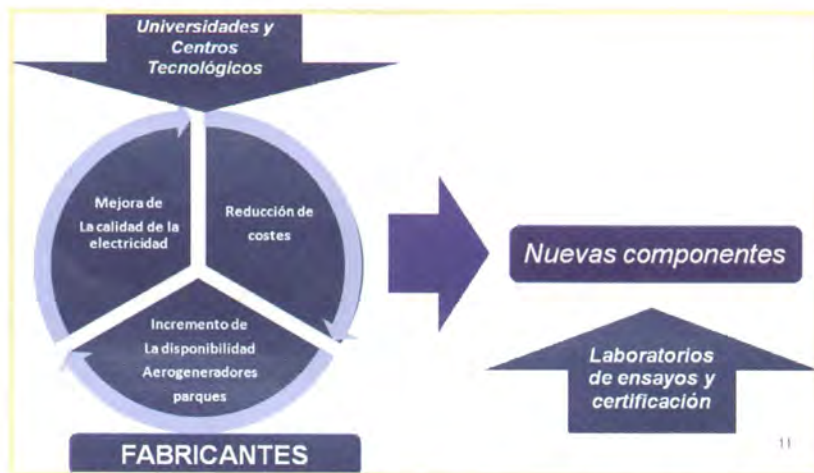 Universidades y
Centros
Tecnológicos
Mejora de
La calidad de la
electricidad
Reducción de
costes
Incremento de
La disponibilidad
Aerogeneradores
parques
FABRICANTES
Nuevas componentes
Laboratorios
de ensayos y
certificación
11